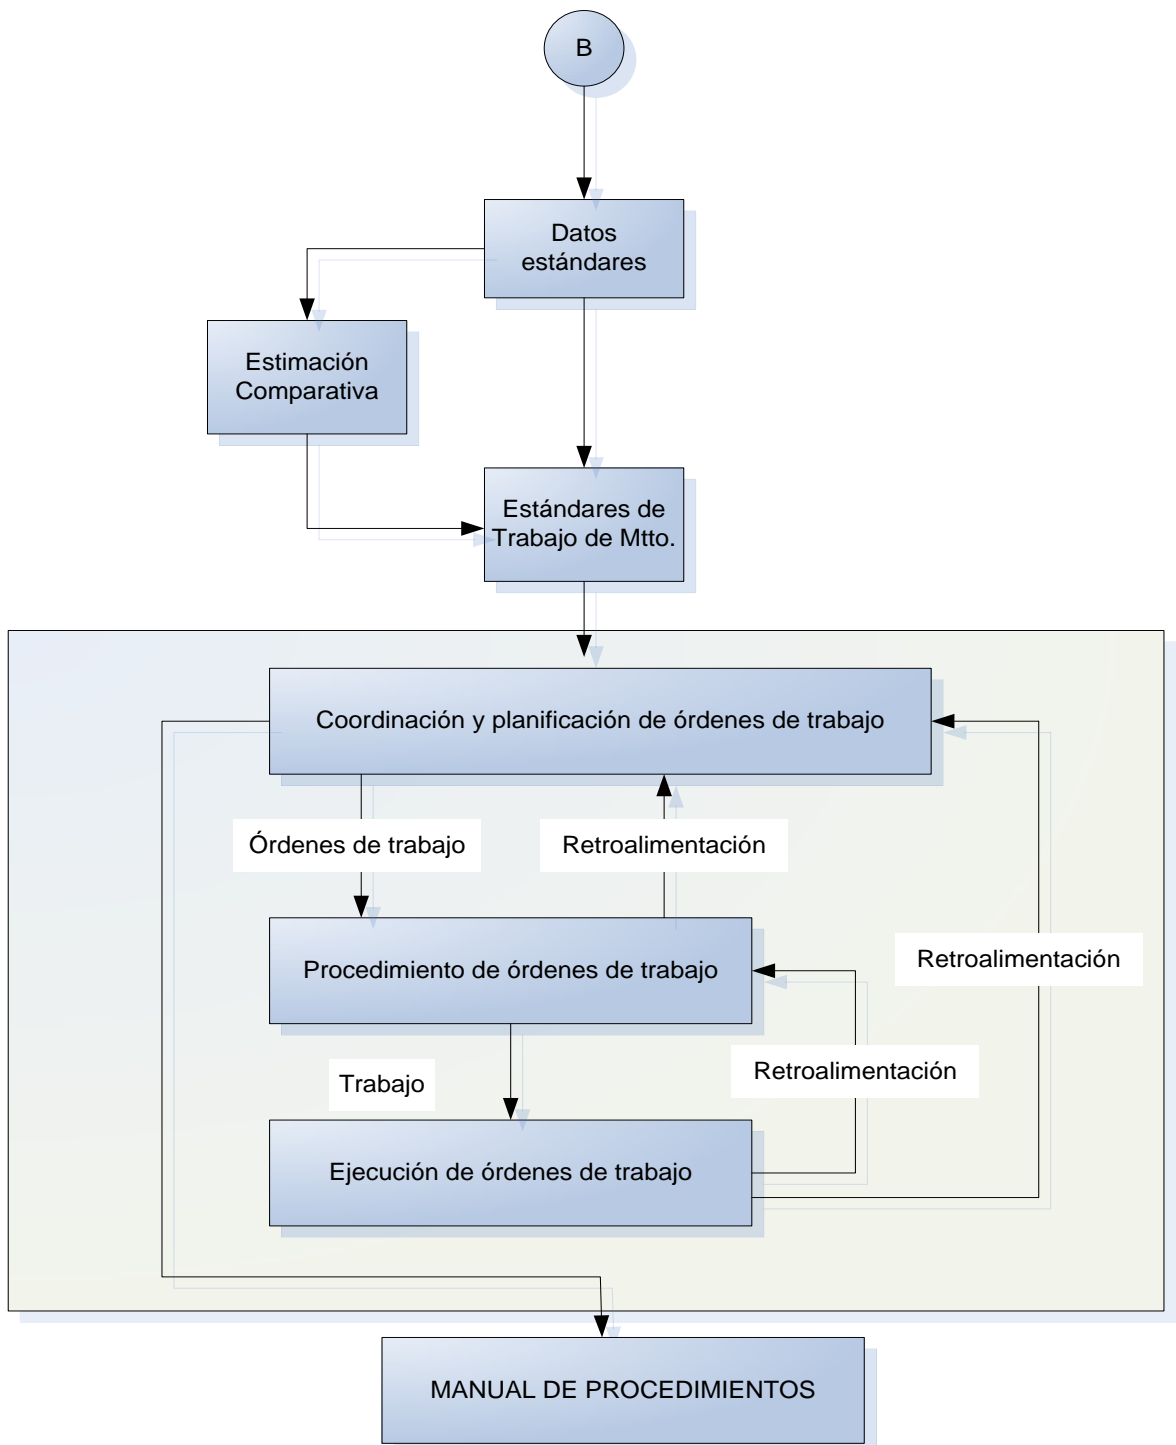 B
Datos
estándares
Estimación
Comparativa
Estándares de
Trabajo de Mtto.
Coordinación y planificación de órdenes de trabajo
Órdenes de trabajo
Retroalimentación
Procedimiento de órdenes de trabajo
Retroalimentación
Trabajo
Retroalimentación
Ejecución de órdenes de trabajo
MANUAL DE PROCEDIMIENTOS